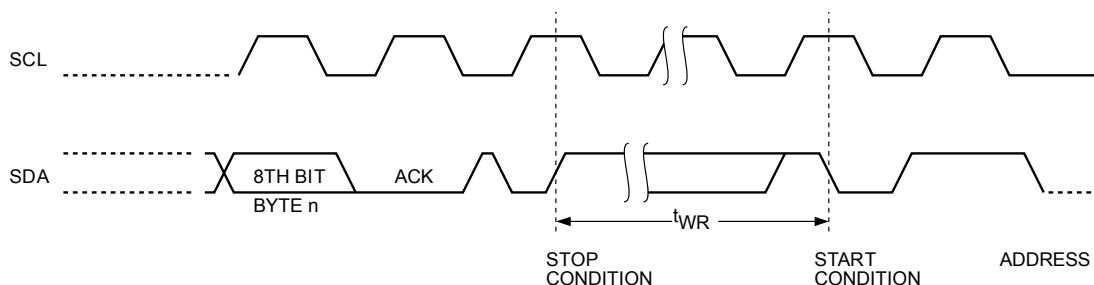 SCL
SDA
8TH BIT
ACK
BYTE n
tWR
STOP
CONDITION
START
CONDITION
ADDRESS